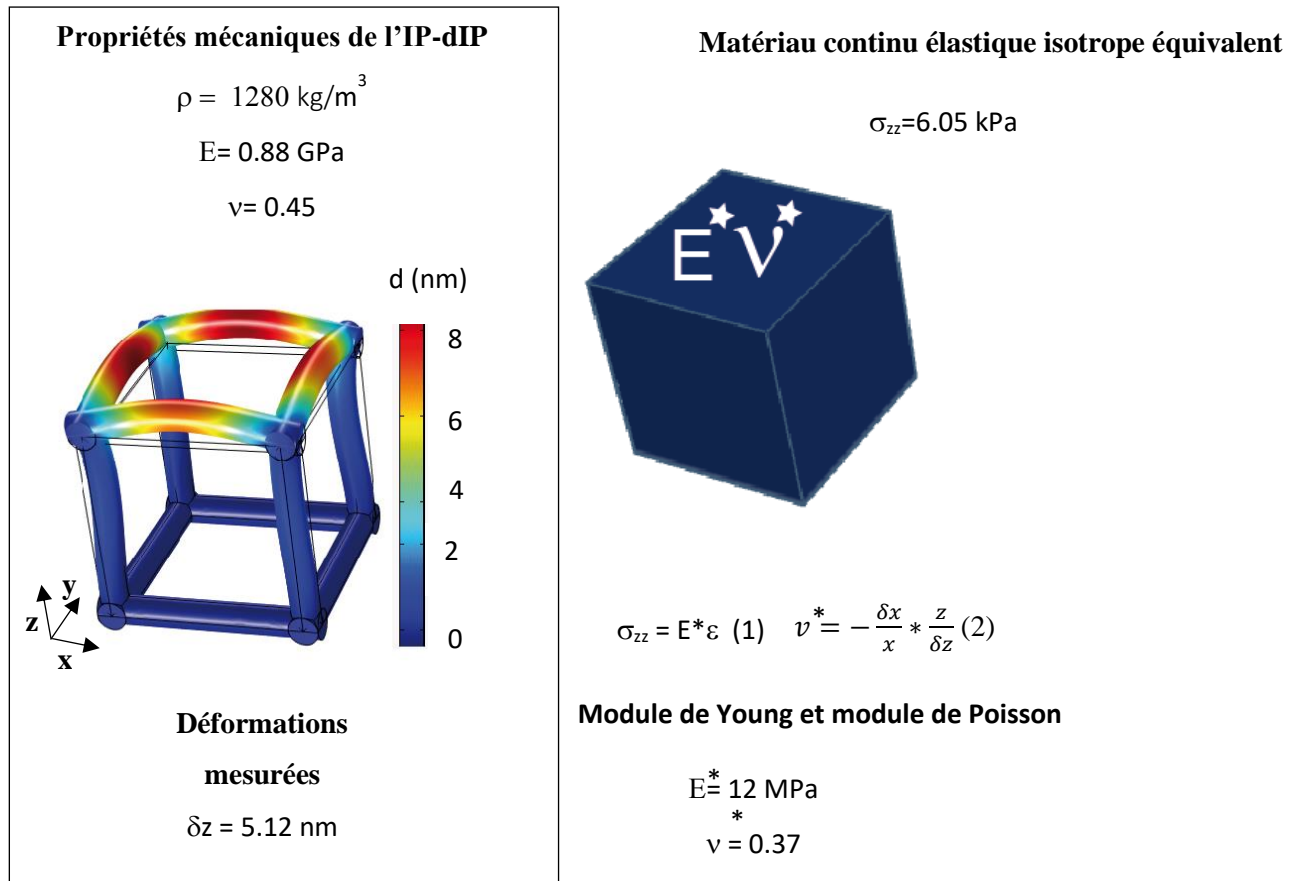 Propriétés mécaniques de l’IP-dIP
ρ = 1280 kg/m³
E= 0.88 GPa
ν= 0.45
d (nm)
8
6
4
2
0
z
y
x
Déformations
mesurées
δz = 5.12 nm
Matériau continu élastique isotrope équivalent
σzz=6.05 kPa
E* ν*
σzz = E*ε (1) ν* = − δx/x * z/δz (2)
Module de Young et module de Poisson
E* = 12 MPa
ν* = 0.37